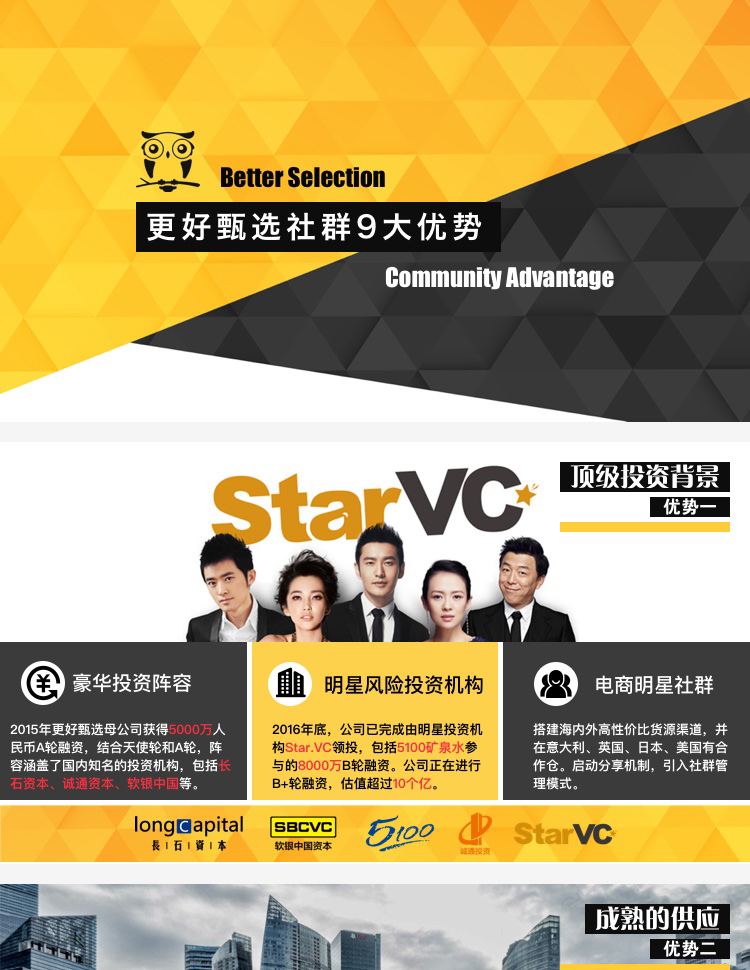 Better Selection
更好甄选社群9大优势
Community Advantage
StarVC
顶级投资背景
优势一
豪华投资阵容
2015年更好甄选母公司获得5000万人
民币A轮融资，结合天使轮和A轮，阵
容涵盖了国内知名的投资机构，包括长
石资本、诚通资本、软银中国等。
明星风险投资机构
2016年底，公司已完成由明星投资机
构Star.VC领投，包括5100矿泉水参
与的8000万B轮融资。公司正在进行
B+轮融资，估值超过10个亿。
电商明星社群
搭建海内外高性价比货源渠道，并
在意大利、英国、日本、美国有合
作仓。启动分享机制，引入社群管
理模式。
longCapital
長石資本
SBCVC
软银中国资本
5100
诚通投资
StarVC
成熟的供应
优势二